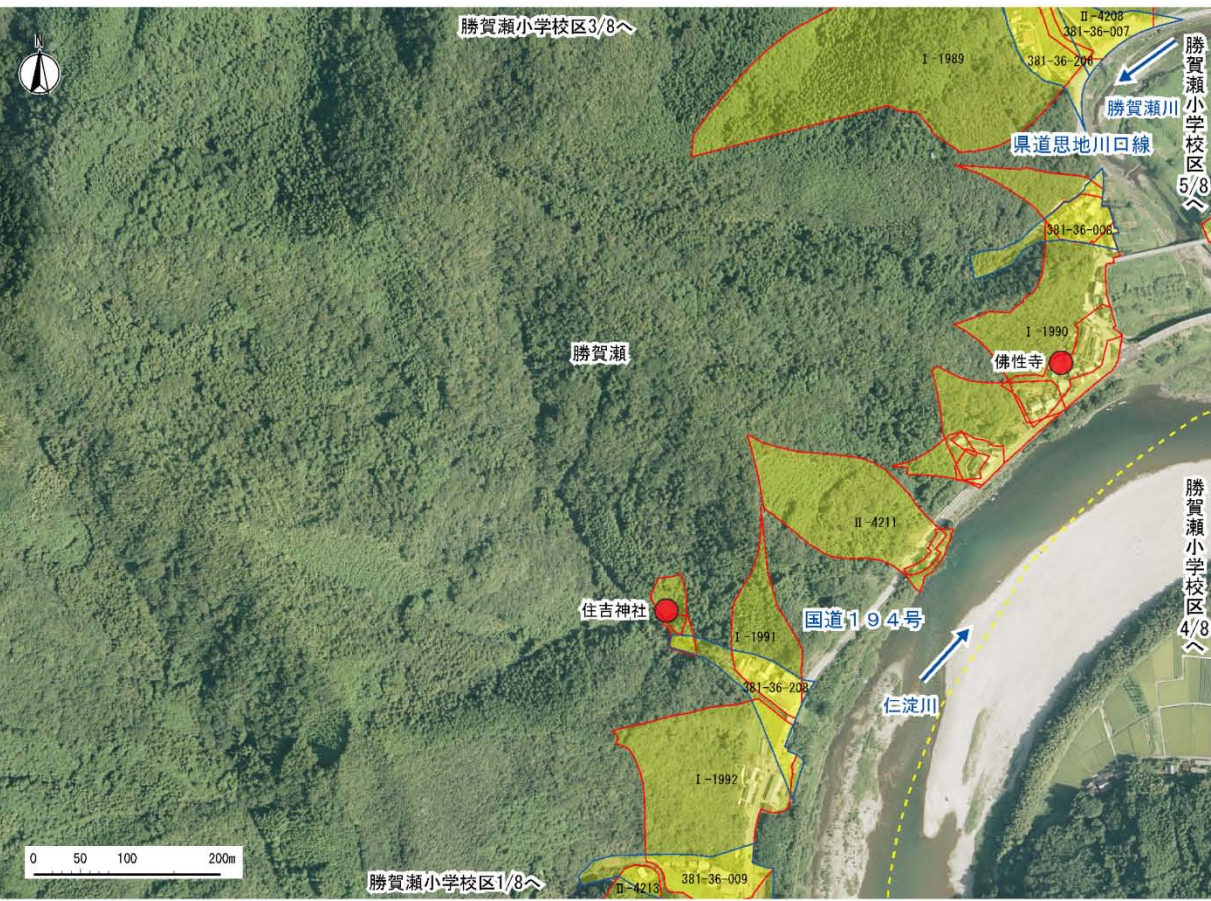 勝賀瀬小学校区3/8へ
Ⅱ-4208
381-36-007
N
Ⅰ-1989
381-36-206
勝賀瀬小学校区5/8へ
勝賀瀬川
県道思地川口線
381-36-008
Ⅰ-1990
勝賀瀬
佛性寺
Ⅱ-4211
勝賀瀬小学校区4/8へ
住吉神社
国道194号
Ⅰ-1991
381-36-208
仁淀川
Ⅰ-1992
0 50 100 200m
勝賀瀬小学校区1/8へ
Ⅱ-4213
381-36-009